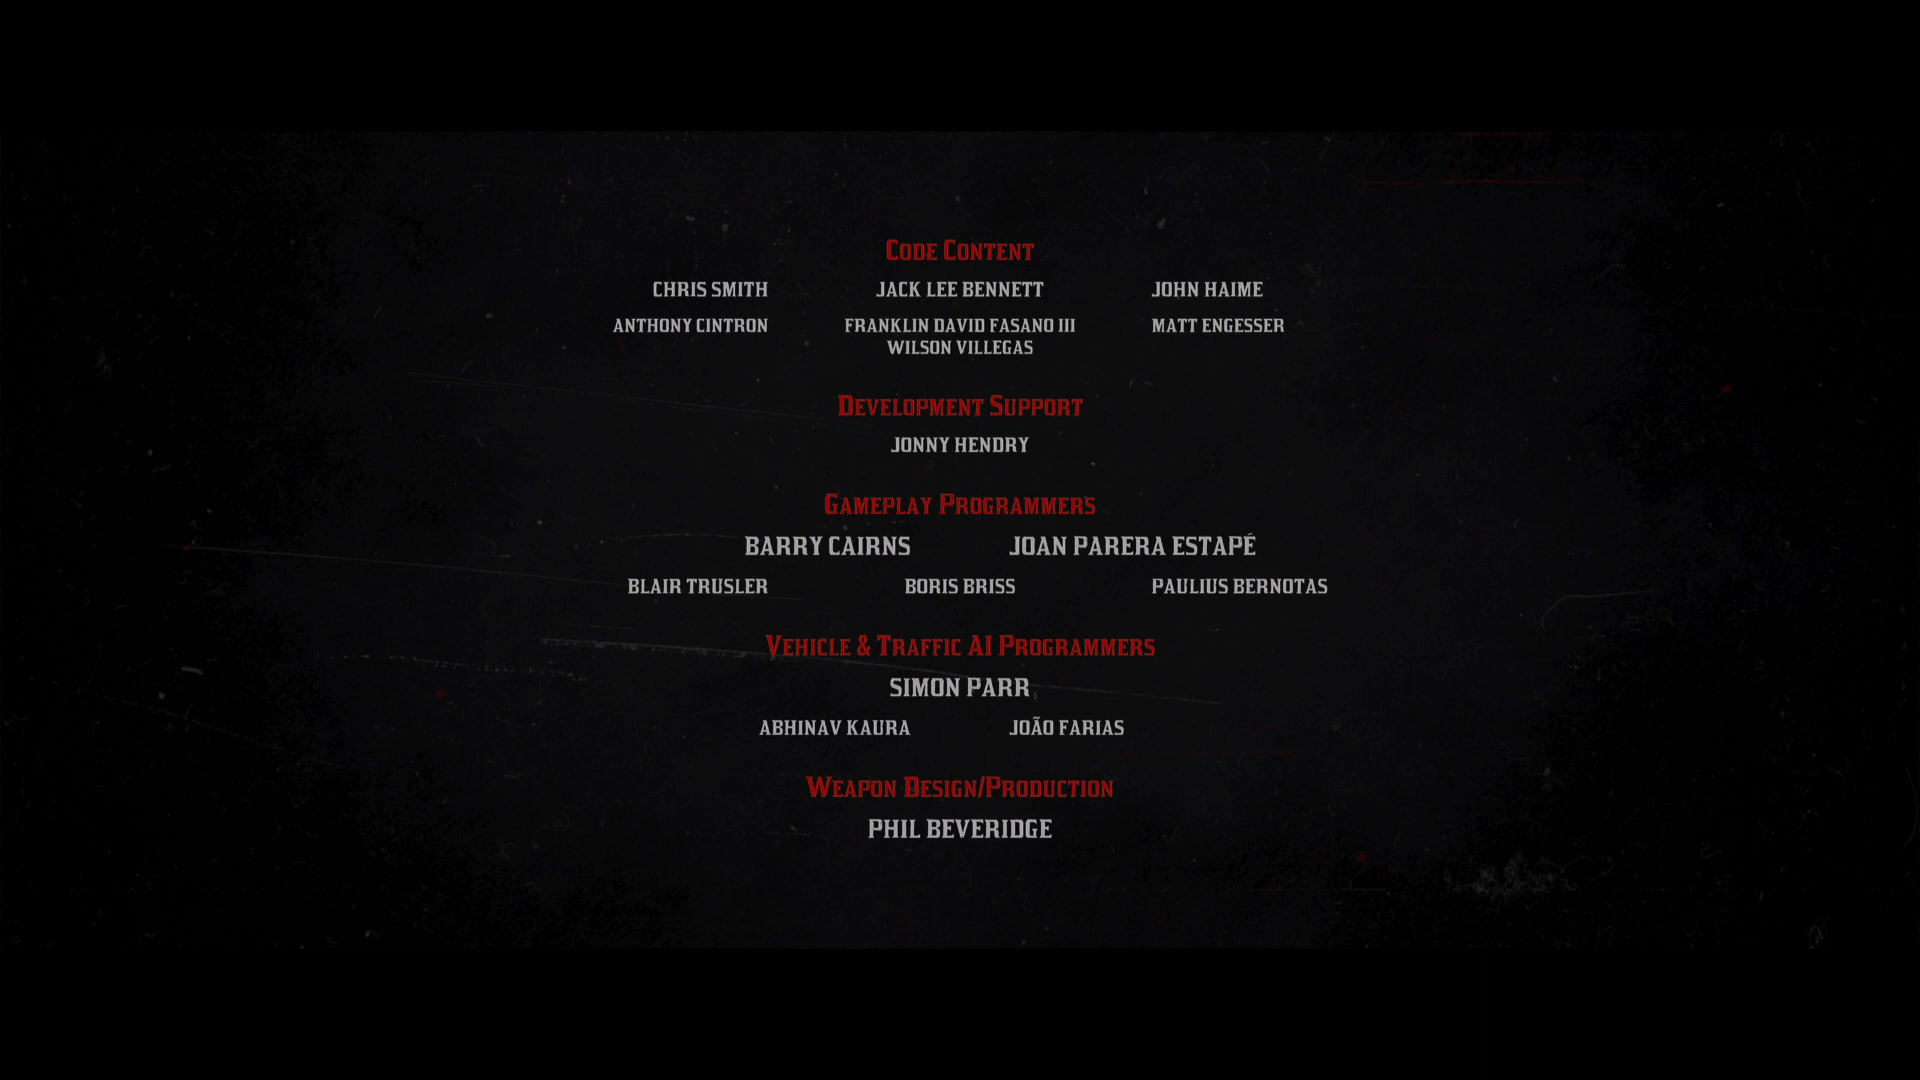 CODE CONTENT
CHRIS SMITH JACK LEE BENNETT JOHN HAIME
ANTHONY CINTRON FRANKLIN DAVID FASANO III MATT ENGESSER
WILSON VILLEGAS
DEVELOPMENT SUPPORT
JONNY HENDRY
GAMEPLAY PROGRAMMERS
BARRY CAIRNS JOAN PARERA ESTAPÉ
BLAIR TRUSLER BORIS BRISS PAULIUS BERNOTAS
VEHICLE & TRAFFIC AI PROGRAMMERS
SIMON PARR
ABHINAV KAURA JOÃO FARIAS
WEAPON DESIGN/PRODUCTION
PHIL BEVERIDGE